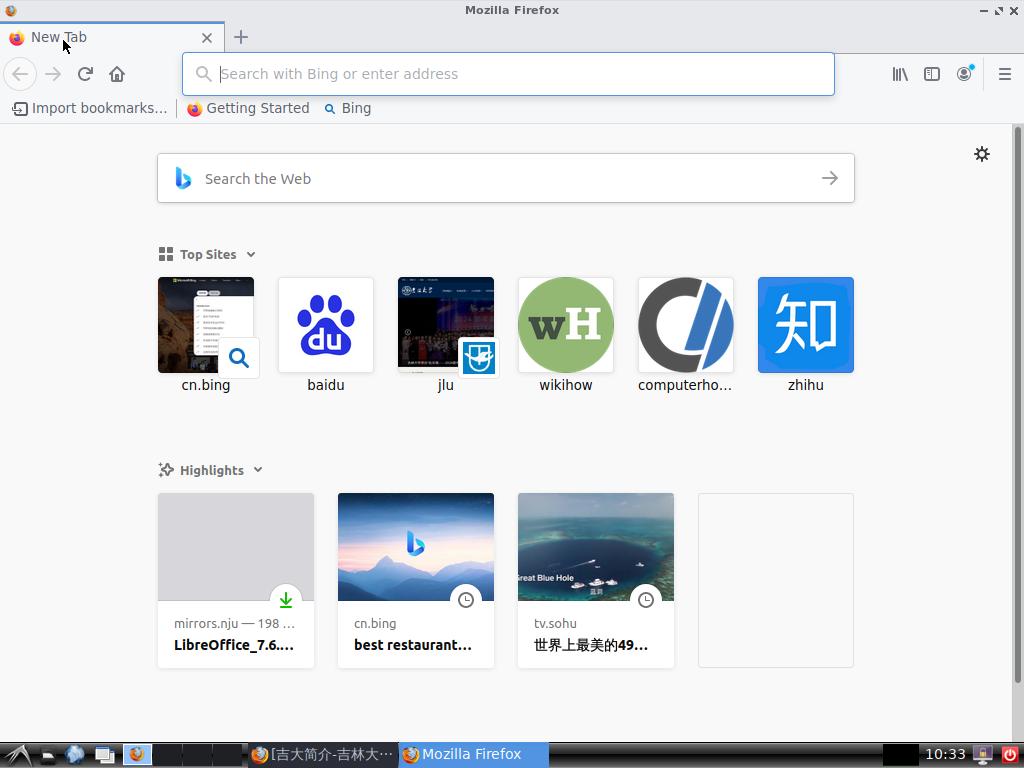 Mozilla Firefox
New Tab
Search with Bing or enter address
Import bookmarks...
Getting Started
Bing
Search the Web
Top Sites
du
wH
知
cn.bing
baidu
jlu
wikihow
computerho...
zhihu
Highlights
Great Blue Hole
蓝洞
mirrors.nju — 198 ...
LibreOffice_7.6....
cn.bing
best restaurant...
tv.sohu
世界上最美的49...
[吉大简介-吉林大...
Mozilla Firefox
10:33